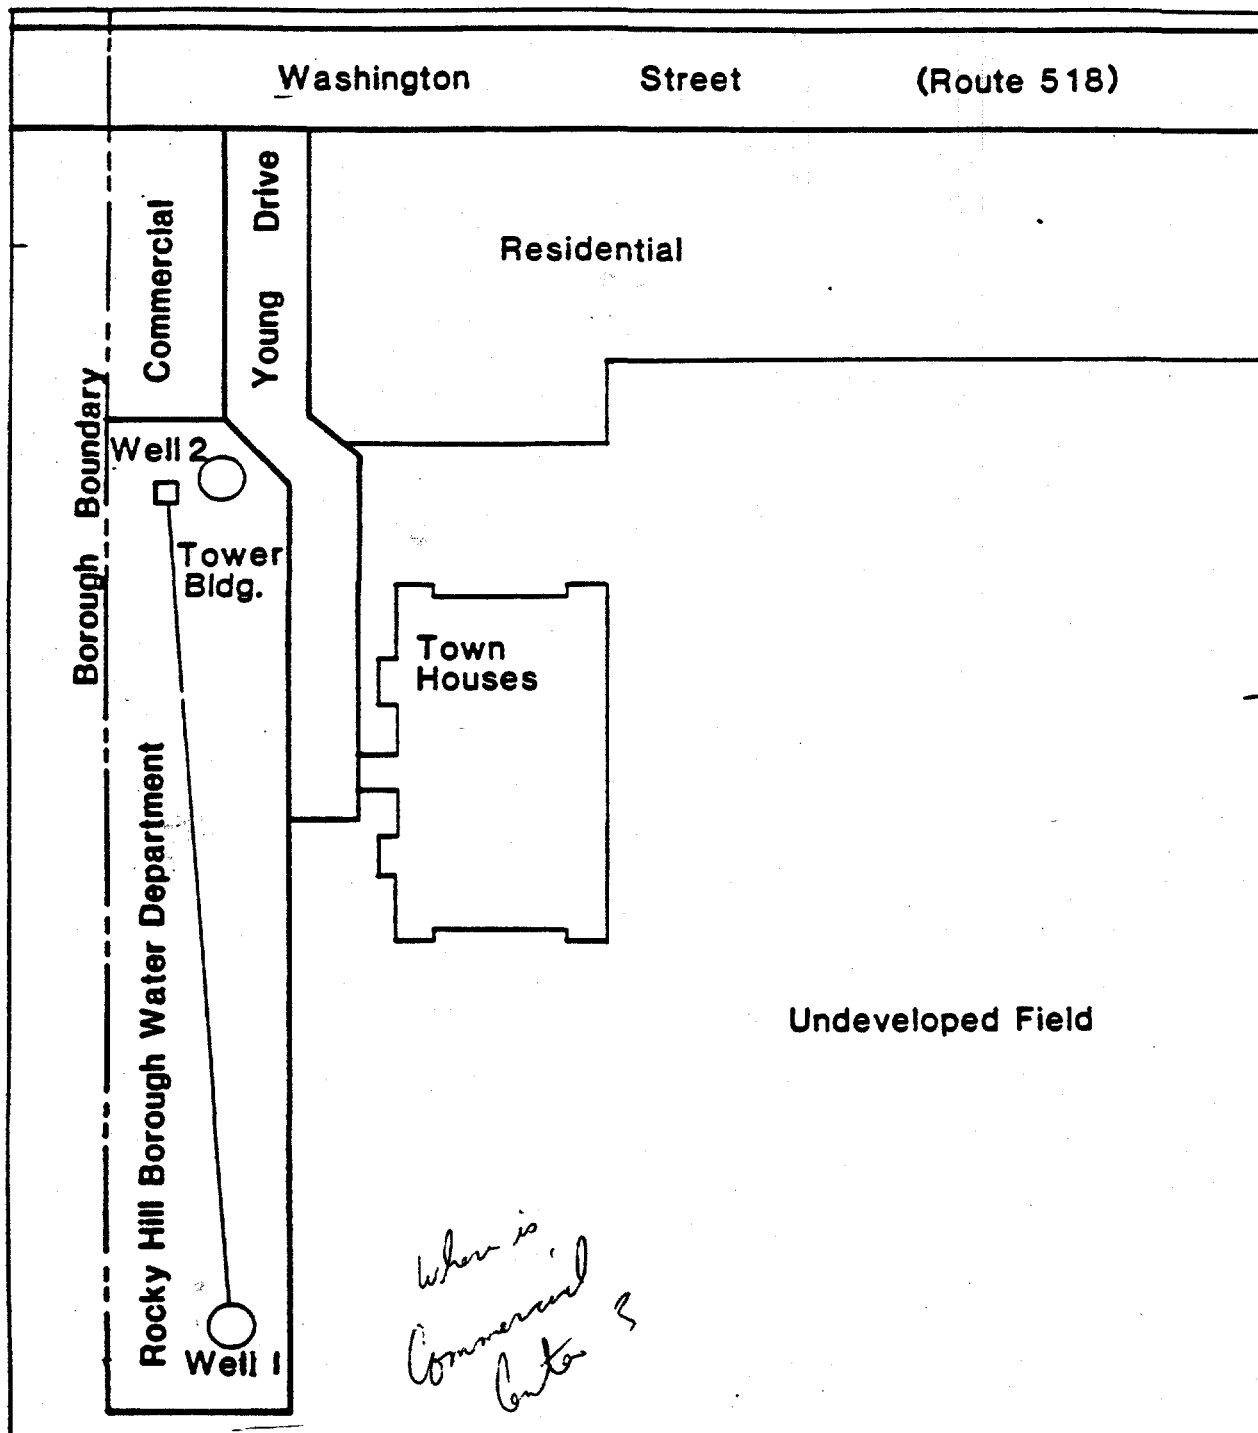 Washington Street (Route 518)
Commercial
Young Drive
Residential
Borough Boundary
Well 2
Tower
Bldg.
Town
Houses
Rocky Hill Borough Water Department
Undeveloped Field
Well 1
where is
Commercial
Center ?